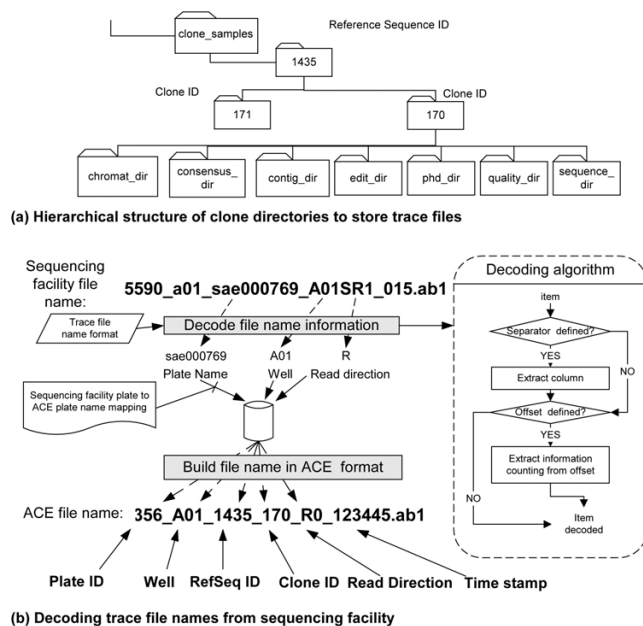 clone_samples
Reference Sequence ID
1435
Clone ID
Clone ID
171
170
chromat_dir
consensus_
dir
contig_dir
edit_dir
phd_dir
quality_dir
sequence_
dir
(a) Hierarchical structure of clone directories to store trace files
Sequencing
facility file
name:
5590_a01_sae000769_A01SR1_015.ab1
Trace file
name format
Decode file name information
sae000769
A01
R
Plate Name
Well
Read direction
Sequencing facility plate to
ACE plate name mapping
Build file name in ACE format
ACE file name:
356_A01_1435_170_R0_123445.ab1
Plate ID
Well
RefSeq ID
Clone ID
Read Direction
Time stamp
Decoding algorithm
item
Separator defined?
YES
NO
Extract column
Offset defined?
YES
Extract information
counting from offset
NO
Item
decoded
(b) Decoding trace file names from sequencing facility